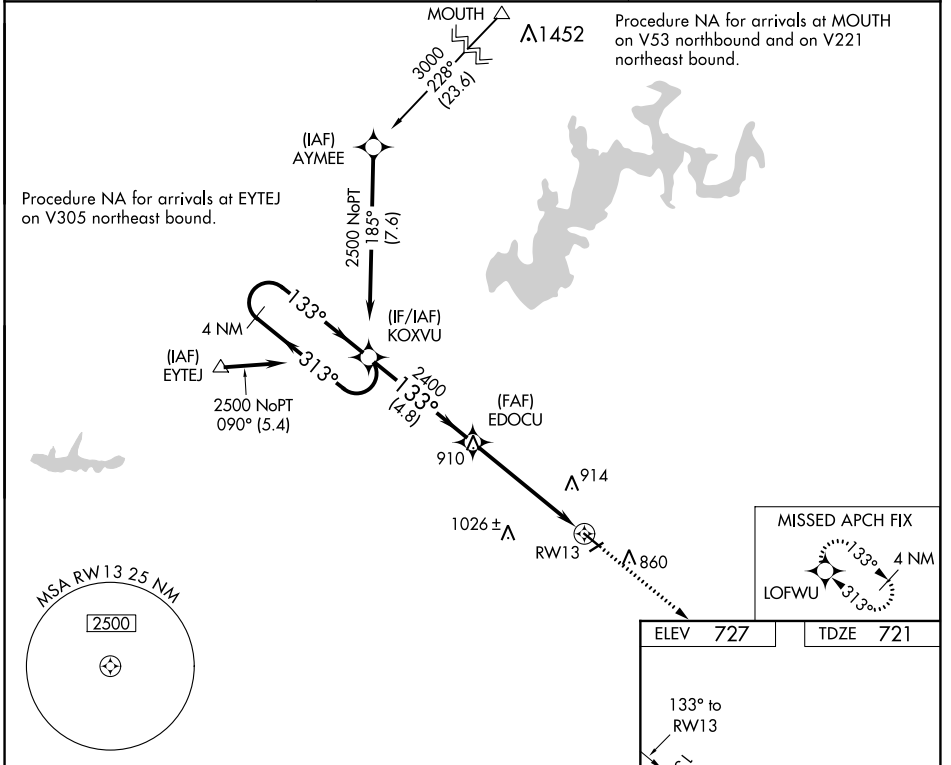 MOUTH
1452
Procedure NA for arrivals at MOUTH
on V53 northbound and on V221
northeast bound.
3000
228°
(23.6)
(IAF)
AYMEE
Procedure NA for arrivals at EYTEJ
on V305 northeast bound.
2500 NoPT
185°
(7.6)
133°
4 NM
(IF/IAF)
KOXVU
(IAF)
EYTEJ
313°
2500 NoPT
090° (5.4)
2400
133°
(4.8)
(FAF)
EDOCU
910
914
1026 ±
RW13
860
MISSED APCH FIX
133°
4 NM
LOFWU
313°
MSA RW13 25 NM
2500
ELEV 727
TDZE 721
133° to
RW13